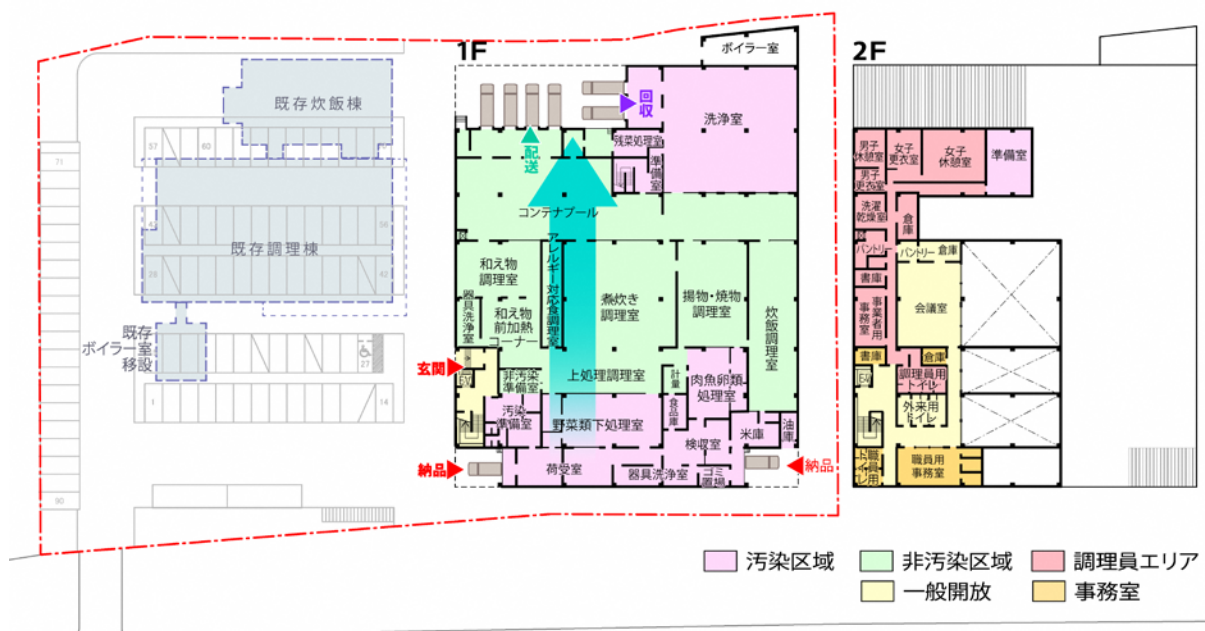 1F
ボイラー室
2F
既存炊飯棟
回収
洗浄室
57
60
71
配送
残菜処理室
準備室
男子
休憩室
女子
更衣室
女子
休憩室
準備室
男子
更衣室
コンテナプール
洗濯
乾燥室
倉庫
43
56
既存調理棟
アレルギー対応食調理室
和え物
調理室
煮炊き
調理室
揚物・焼物
調理室
炊飯調理室
パントリー
パントリー
倉庫
28
42
器具洗浄室
和え物
前加熱
コーナー
書庫
事務室
事業者用
会議室
既存
ボイラー室
移設
27
玄関
EV
非汚染
準備室
上処理調理室
計量
肉魚卵類
処理室
書庫
倉庫
EV
調理員用
トイレ
1
14
汚染
準備室
野菜類下処理室
食品庫
検収室
米庫
油庫
外来用
トイレ
納品
荷受室
器具洗浄室
ゴミ
置場
納品
職員用
トイレ
職員用
事務室
90
汚染区域
非汚染区域
調理員エリア
一般開放
事務室